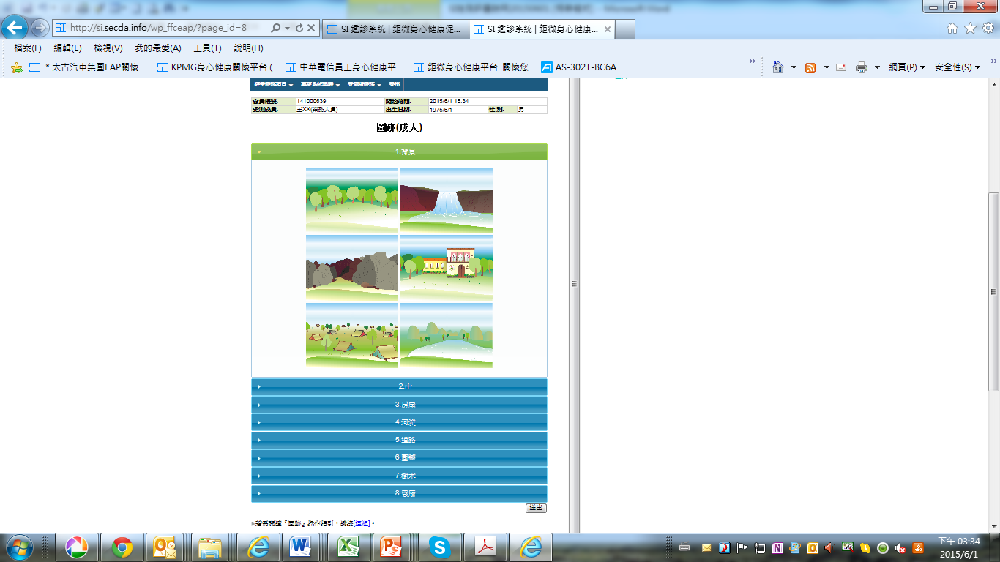 http://si.secda.info/wp_ffceap/?page_id=8
SI 鑑診系統 | 鉅微身心健康促...
SI 鑑診系統 | 鉅微身心健康...
檔案(F) 編輯(E) 檢視(V) 我的最愛(A) 工具(T) 說明(H)
* 太古汽車集團EAP關懷... KPMG身心健康關懷平台 (... 中華電信員工身心健康平... 鉅微身心健康平台 關懷您... AS-302T-BC6A 網頁(P) 安全性(S)
會員帳號: 141000639 開始時間: 2015/6/1 15:34
受測成員: 王XX(業務人員) 出生日期: 1975/6/1 性別: 男
圖跡(成人)
1.背景
2.山
3.房屋
4.河流
5.道路
6.圍籬
7.樹木
8.雲層
送出
若需閱讀『圖跡』操作指引，請按[這裡]。
下午 03:34
2015/6/1